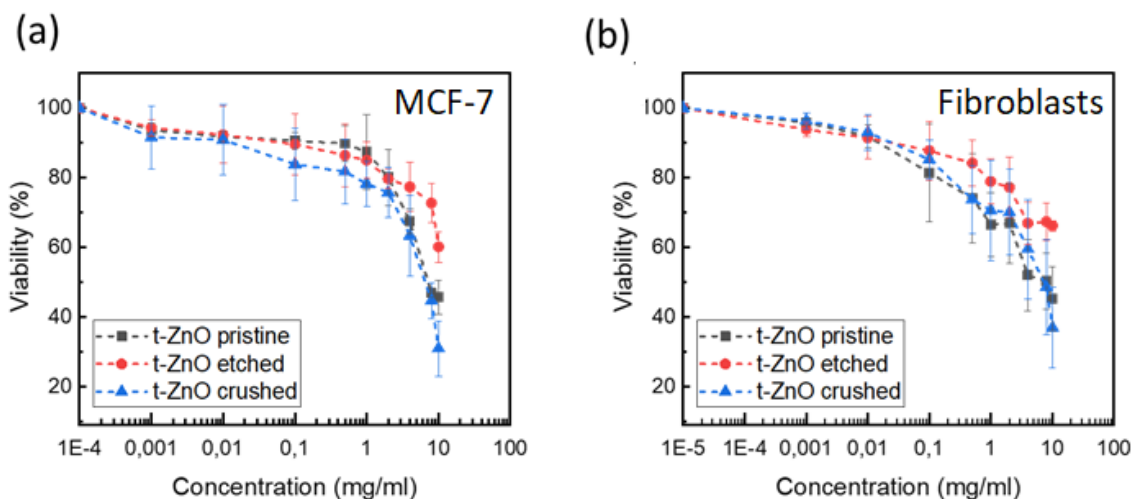 (a)
MCF-7
Viability (%)
100
80
60
40
20
t-ZnO pristine
t-ZnO etched
t-ZnO crushed
1E-4 0,001 0,01 0,1 1 10 100
Concentration (mg/ml)
(b)
Fibroblasts
Viability (%)
100
80
60
40
20
t-ZnO pristine
t-ZnO etched
t-ZnO crushed
1E-5 1E-4 0,001 0,01 0,1 1 10 100
Concentration (mg/ml)